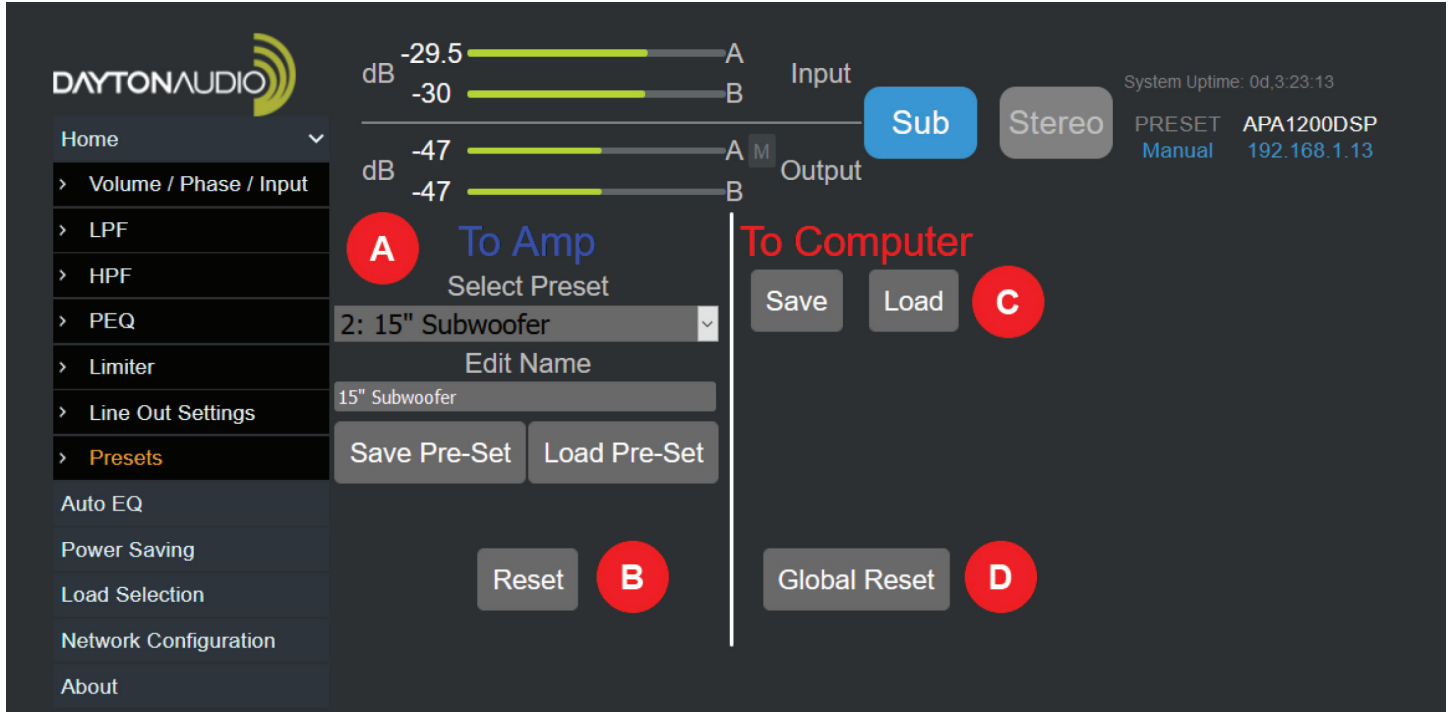 DAYTON AUDIO
Home
Volume / Phase / Input
LPF
HPF
PEQ
Limiter
Line Out Settings
Presets
Auto EQ
Power Saving
Load Selection
Network Configuration
About
dB -29.5 A Input
-30 B
dB -47 A M Output
-47 B
Sub Stereo
System Uptime: 0d,3:23:13
PRESET APA1200DSP
Manual 192.168.1.13
A To Amp
Select Preset
2: 15" Subwoofer
Edit Name
15" Subwoofer
Save Pre-Set Load Pre-Set
Reset B
To Computer
Save Load C
Global Reset D